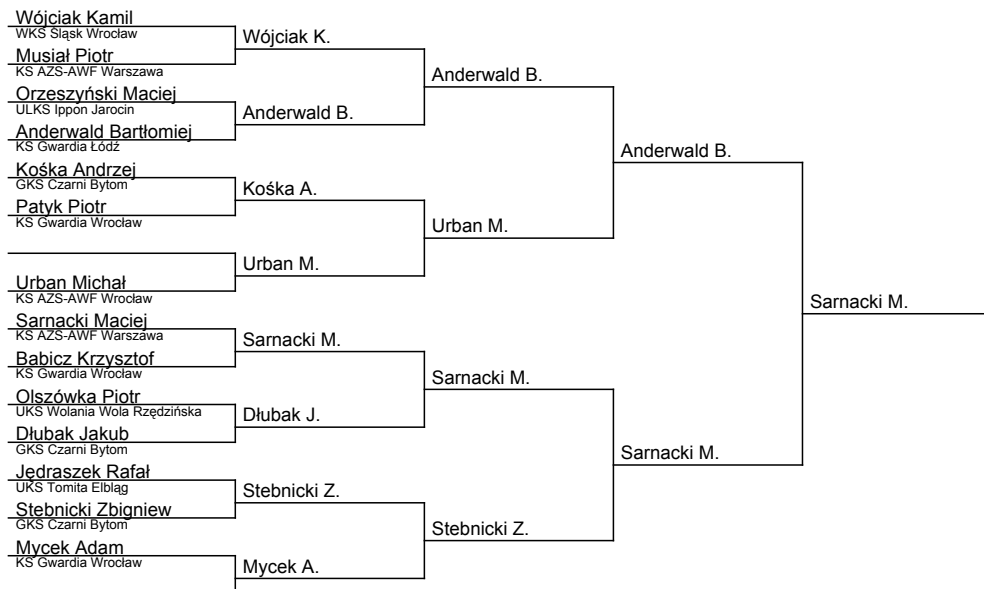 Wójciak Kamil
WKS Śląsk Wrocław
Musiał Piotr
KS AZS-AWF Warszawa
Orzeszyński Maciej
ULKS Ippon Jarocin
Anderwald Bartłomiej
KS Gwardia Łódź
Kośka Andrzej
GKS Czarni Bytom
Patyk Piotr
KS Gwardia Wrocław
Urban Michał
KS AZS-AWF Wrocław
Sarnacki Maciej
KS AZS-AWF Warszawa
Babicz Krzysztof
KS Gwardia Wrocław
Olszówka Piotr
UKS Wolania Wola Rzędzińska
Dłubak Jakub
GKS Czarni Bytom
Jędraszek Rafał
UKS Tomita Elbląg
Stebnicki Zbigniew
GKS Czarni Bytom
Mycek Adam
KS Gwardia Wrocław
Wójciak K.
Anderwald B.
Kośka A.
Urban M.
Sarnacki M.
Dłubak J.
Stebnicki Z.
Mycek A.
Anderwald B.
Urban M.
Sarnacki M.
Stebnicki Z.
Anderwald B.
Sarnacki M.
Sarnacki M.